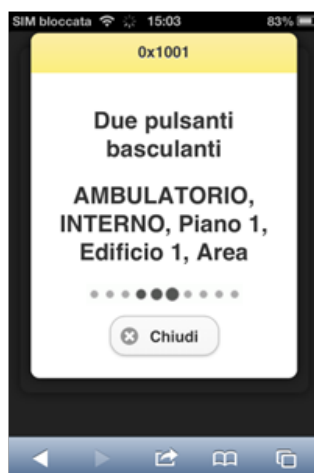 SIM bloccata 15:03 83%
0x1001
Due pulsanti
basculanti
AMBULATORIO,
INTERNO, Piano 1,
Edificio 1, Area
Chiudi